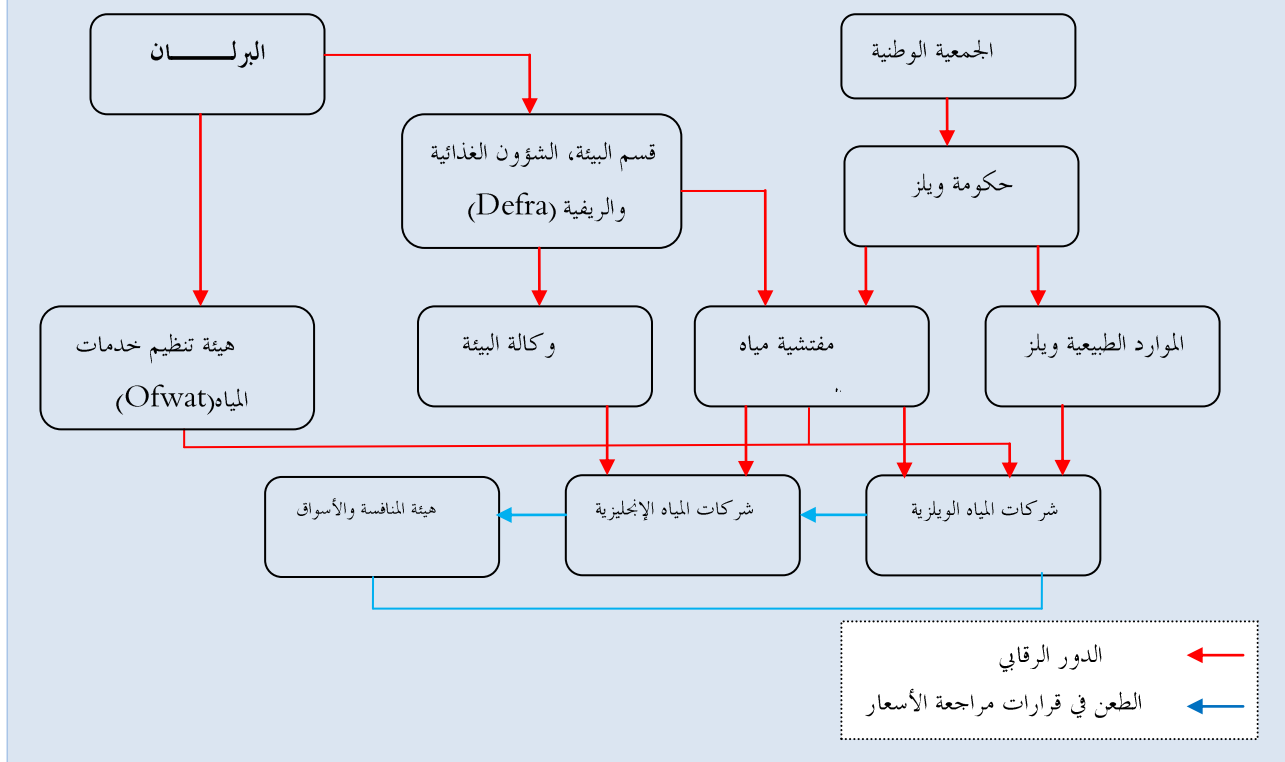 البرلــــــــان
الجمعية الوطنية
قسم البيئة، الشؤون الغذائية
والريفية (Defra)
حكومة ويلز
هيئة تنظيم خدمات
المياه(Ofwat)
وكالة البيئة
مفتشية مياه
الموارد الطبيعية ويلز
هيئة المنافسة والأسواق
شركات المياه الإنجليزية
شركات المياه الويلزية
الدور الرقابي
الطعن في قرارات مراجعة الأسعار